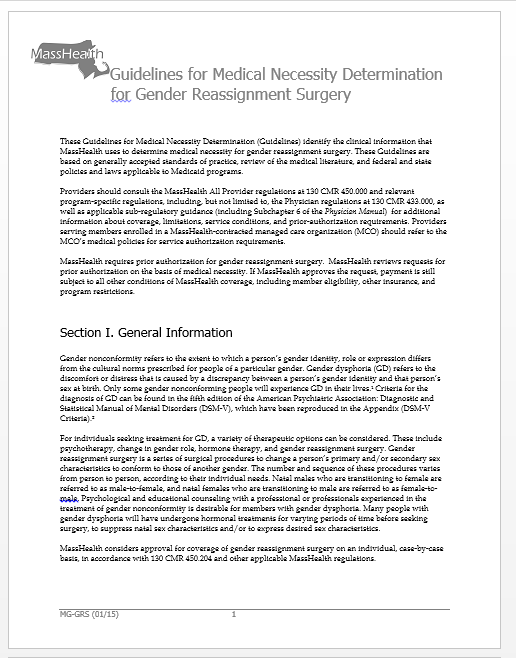 MassHealth
Guidelines for Medical Necessity Determination
for Gender Reassignment Surgery
These Guidelines for Medical Necessity Determination (Guidelines) identify the clinical information that
MassHealth uses to determine medical necessity for gender reassignment surgery. These Guidelines are
based on generally accepted standards of practice, review of the medical literature, and federal and state
policies and laws applicable to Medicaid programs.
Providers should consult the MassHealth All Provider regulations at 130 CMR 450.000 and relevant
program-specific regulations, including, but not limited to, the Physician regulations at 130 CMR 433.000, as
well as applicable sub-regulatory guidance (including Subchapter 6 of the Physician Manual) for additional
information about coverage, limitations, service conditions, and prior-authorization requirements. Providers
serving members enrolled in a MassHealth-contracted managed care organization (MCO) should refer to the
MCO's medical policies for service authorization requirements.
MassHealth requires prior authorization for gender reassignment surgery. MassHealth reviews requests for
prior authorization on the basis of medical necessity. If MassHealth approves the request, payment is still
subject to all other conditions of MassHealth coverage, including member eligibility, other insurance, and
program restrictions.
Section I. General Information
Gender nonconformity refers to the extent to which a person's gender identity, role or expression differs
from the cultural norms prescribed for people of a particular gender. Gender dysphoria (GD) refers to the
discomfort or distress that is caused by a discrepancy between a person's gender identity and that person's
sex at birth. Only some gender nonconforming people will experience GD in their lives.¹ Criteria for the
diagnosis of GD can be found in the fifth edition of the American Psychiatric Association: Diagnostic and
Statistical Manual of Mental Disorders (DSM-V), which have been reproduced in the Appendix (DSM-V
Criteria).²
For individuals seeking treatment for GD, a variety of therapeutic options can be considered. These include
psychotherapy, change in gender role, hormone therapy, and gender reassignment surgery. Gender
reassignment surgery is a series of surgical procedures to change a person's primary and/or secondary sex
characteristics to conform to those of another gender. The number and sequence of these procedures varies
from person to person, according to their individual needs. Natal males who are transitioning to female are
referred to as male-to-female, and natal females who are transitioning to male are referred to as female-to-
male. Psychological and educational counseling with a professional or professionals experienced in the
treatment of gender nonconformity is desirable for members with gender dysphoria. Many people with
gender dysphoria will have undergone hormonal treatments for varying periods of time before seeking
surgery, to suppress natal sex characteristics and/or to express desired sex characteristics.
MassHealth considers approval for coverage of gender reassignment surgery on an individual, case-by-case
basis, in accordance with 130 CMR 450.204 and other applicable MassHealth regulations.
MG-GRS (01/15) 1